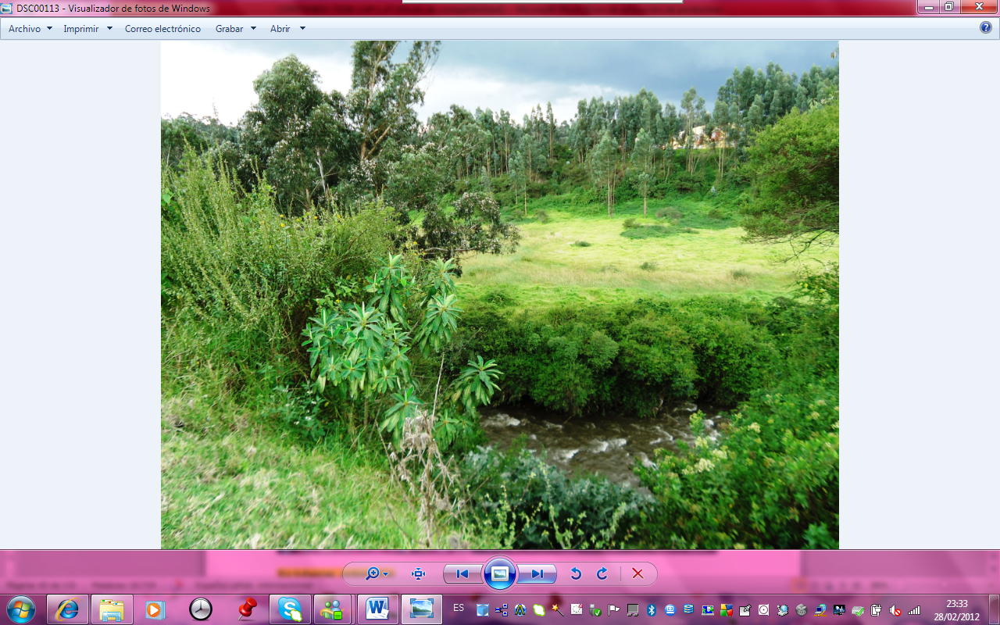 DSC00113 - Visualizador de fotos de Windows
Archivo Imprimir Correo electrónico Grabar Abrir
ES
23:33
28/02/2012